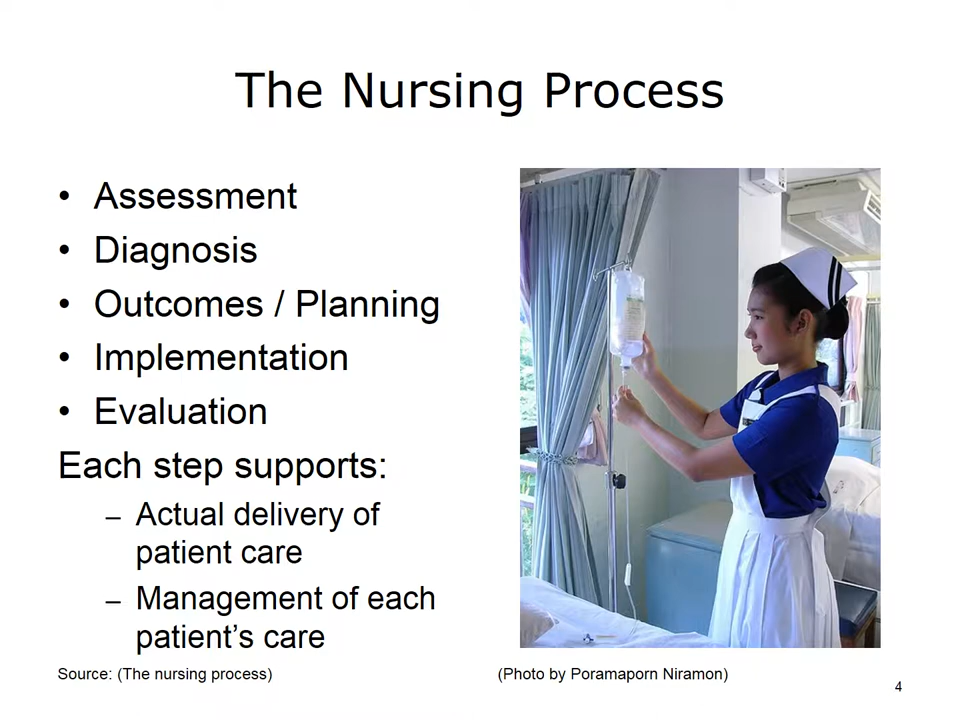 The Nursing Process
• Assessment
• Diagnosis
• Outcomes / Planning
• Implementation
• Evaluation
Each step supports:
– Actual delivery of
patient care
– Management of each
patient’s care
Source: (The nursing process)
(Photo by Poramaporn Niramon)
4